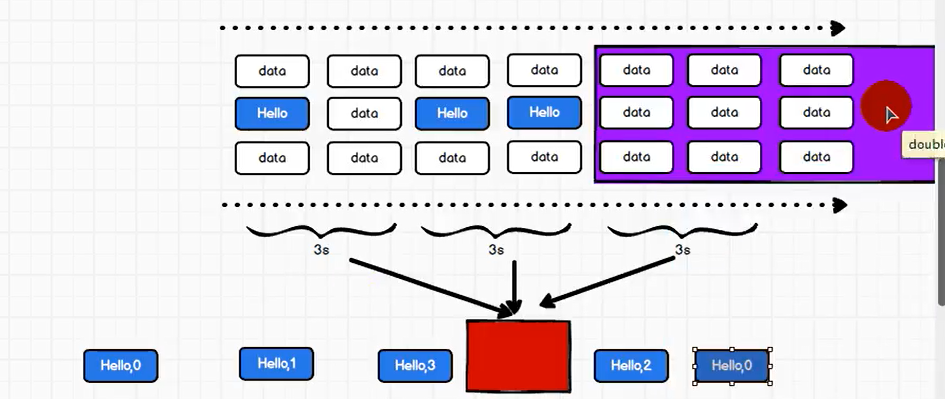 data data data data data data data
Hello data Hello Hello data data data
data data data data data data data
3s 3s 3s
Hello,0 Hello,1 Hello,3 Hello,2 Hello,0